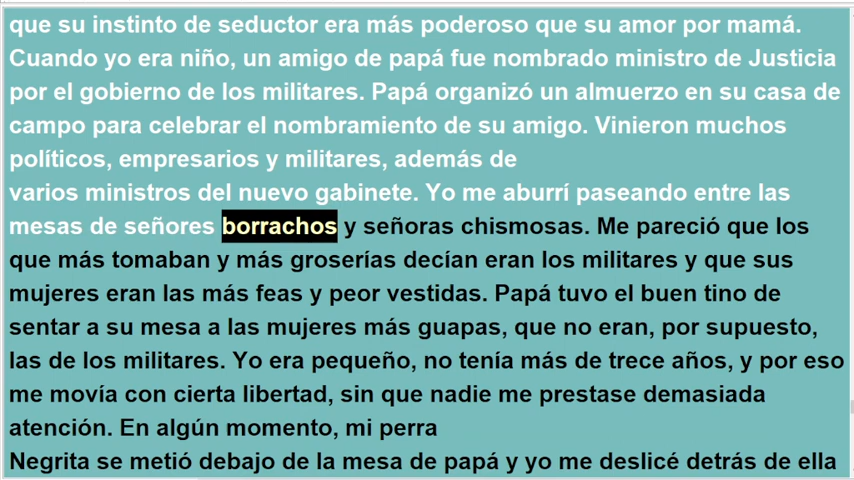 que su instinto de seductor era más poderoso que su amor por mamá.
Cuando yo era niño, un amigo de papá fue nombrado ministro de Justicia
por el gobierno de los militares. Papá organizó un almuerzo en su casa de
campo para celebrar el nombramiento de su amigo. Vinieron muchos
políticos, empresarios y militares, además de
varios ministros del nuevo gabinete. Yo me aburrí paseando entre las
mesas de señores borrachos y señoras chismosas. Me pareció que los
que más tomaban y más groserías decían eran los militares y que sus
mujeres eran las más feas y peor vestidas. Papá tuvo el buen tino de
sentar a su mesa a las mujeres más guapas, que no eran, por supuesto,
las de los militares. Yo era pequeño, no tenía más de trece años, y por eso
me movía con cierta libertad, sin que nadie me prestase demasiada
atención. En algún momento, mi perra
Negrita se metió debajo de la mesa de papá y yo me deslicé detrás de ella